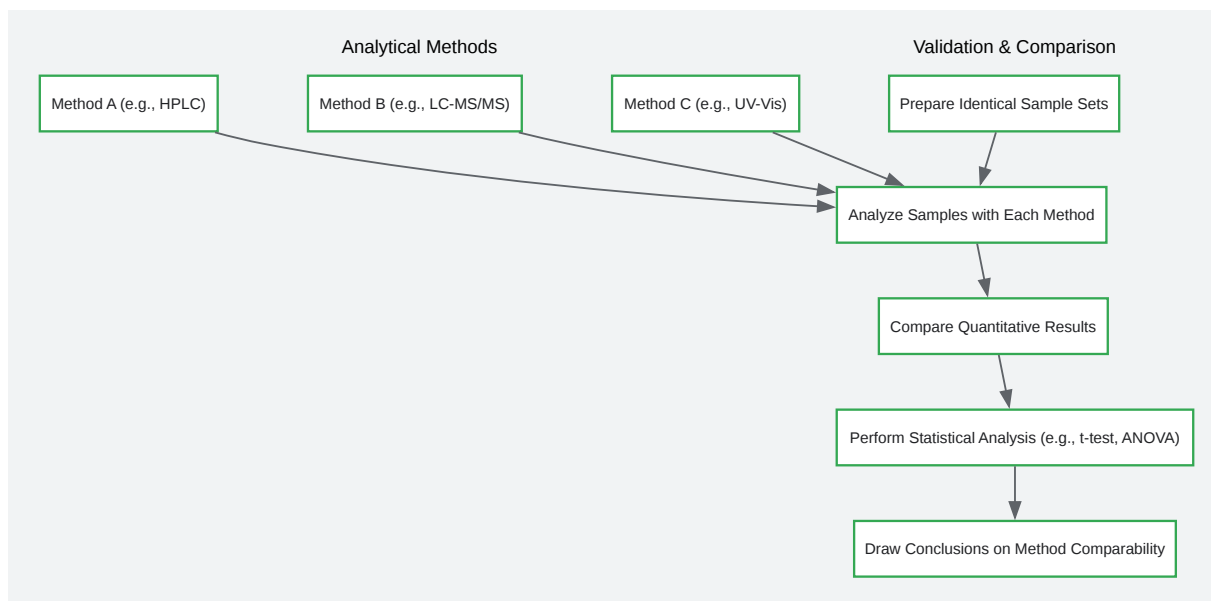 Analytical Methods
Validation & Comparison
Method A (e.g., HPLC)
Method B (e.g., LC-MS/MS)
Method C (e.g., UV-Vis)
Prepare Identical Sample Sets
Analyze Samples with Each Method
Compare Quantitative Results
Perform Statistical Analysis (e.g., t-test, ANOVA)
Draw Conclusions on Method Comparability